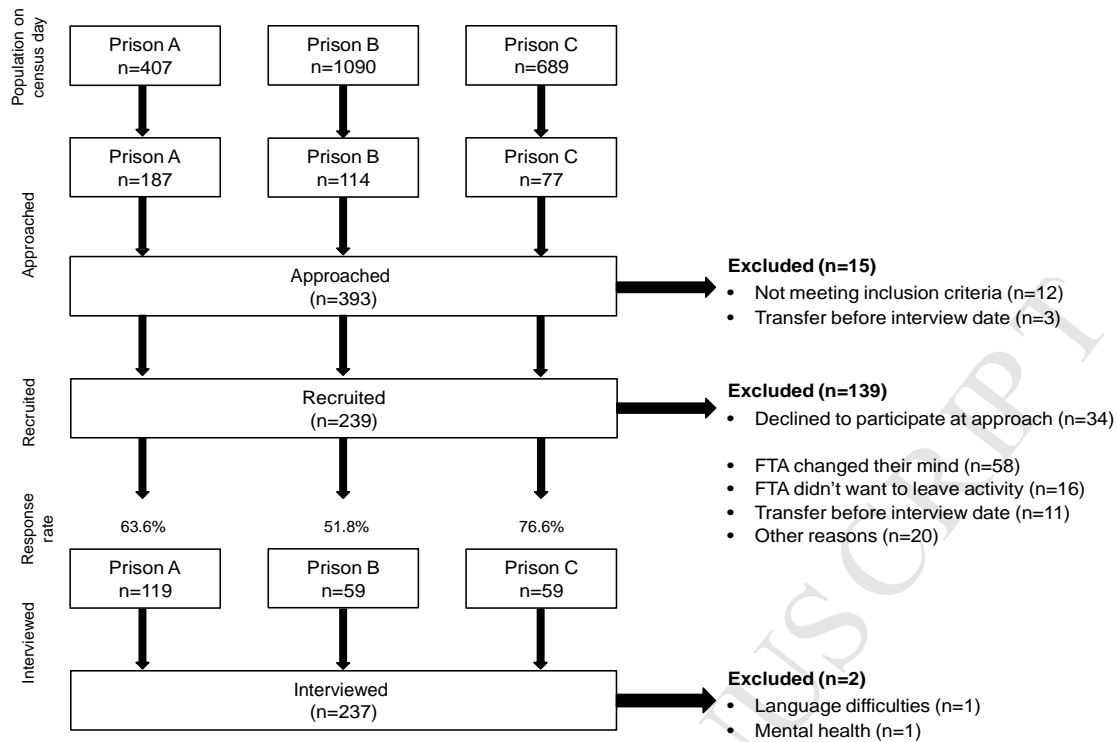 Population on
census day
Prison A
n=407
Prison B
n=1090
Prison C
n=689
Approached
Prison A
n=187
Prison B
n=114
Prison C
n=77
Approached
(n=393)
Excluded (n=15)
• Not meeting inclusion criteria (n=12)
• Transfer before interview date (n=3)
Recruited
Recruited
(n=239)
Excluded (n=139)
• Declined to participate at approach (n=34)
• FTA changed their mind (n=58)
• FTA didn't want to leave activity (n=16)
• Transfer before interview date (n=11)
• Other reasons (n=20)
Response
rate
63.6%
51.8%
76.6%
Interviewed
Prison A
n=119
Prison B
n=59
Prison C
n=59
Interviewed
(n=237)
Excluded (n=2)
• Language difficulties (n=1)
• Mental health (n=1)
NUSCRIPT